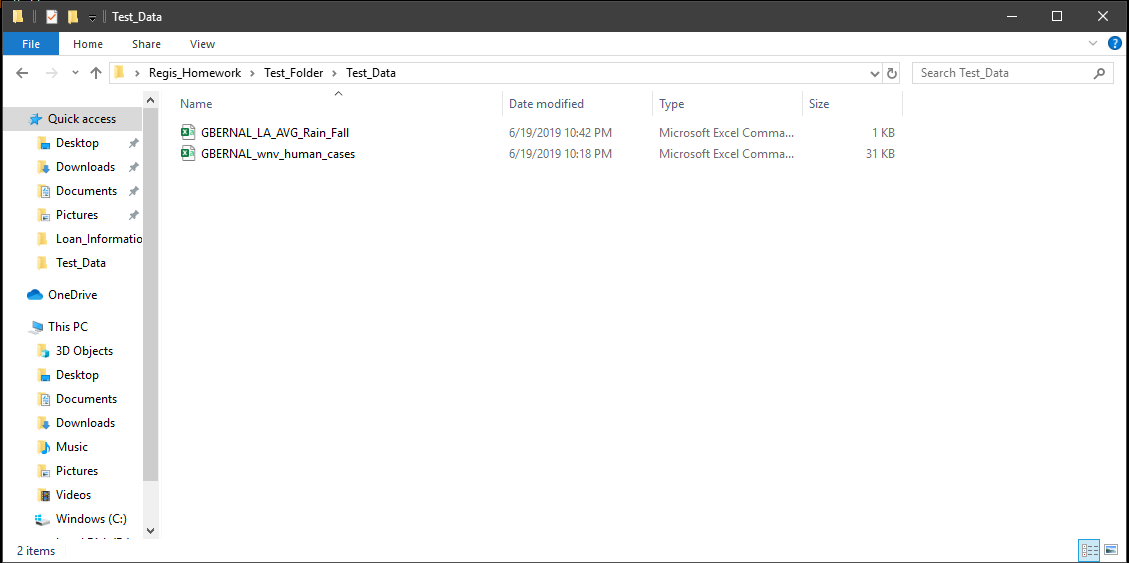 Test_Data
File Home Share View
Regis_Homework Test_Folder Test_Data Search Test_Data
Name Date modified Type Size
GBERNAL_LA_AVG_Rain_Fall 6/19/2019 10:42 PM Microsoft Excel Comma... 1 KB
GBERNAL_wnv_human_cases 6/19/2019 10:18 PM Microsoft Excel Comma... 31 KB
Quick access
Desktop
Downloads
Documents
Pictures
Loan_Informatio
Test_Data
OneDrive
This PC
3D Objects
Desktop
Documents
Downloads
Music
Pictures
Videos
Windows (C:)
2 items